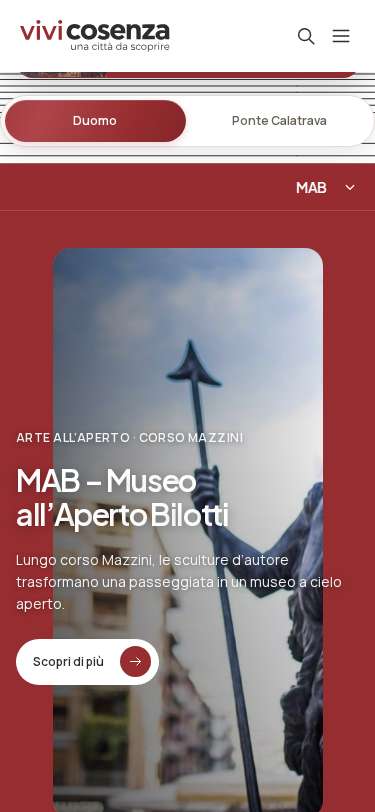 vivicosenza
una città da scoprire
Duomo
Ponte Calatrava
MAB
ARTE ALL'APERTO · CORSO MAZZINI
MAB – Museo
all’Aperto Bilotti
Lungo corso Mazzini, le sculture d’autore
trasformano una passeggiata in un museo a cielo
aperto.
Scopri di più